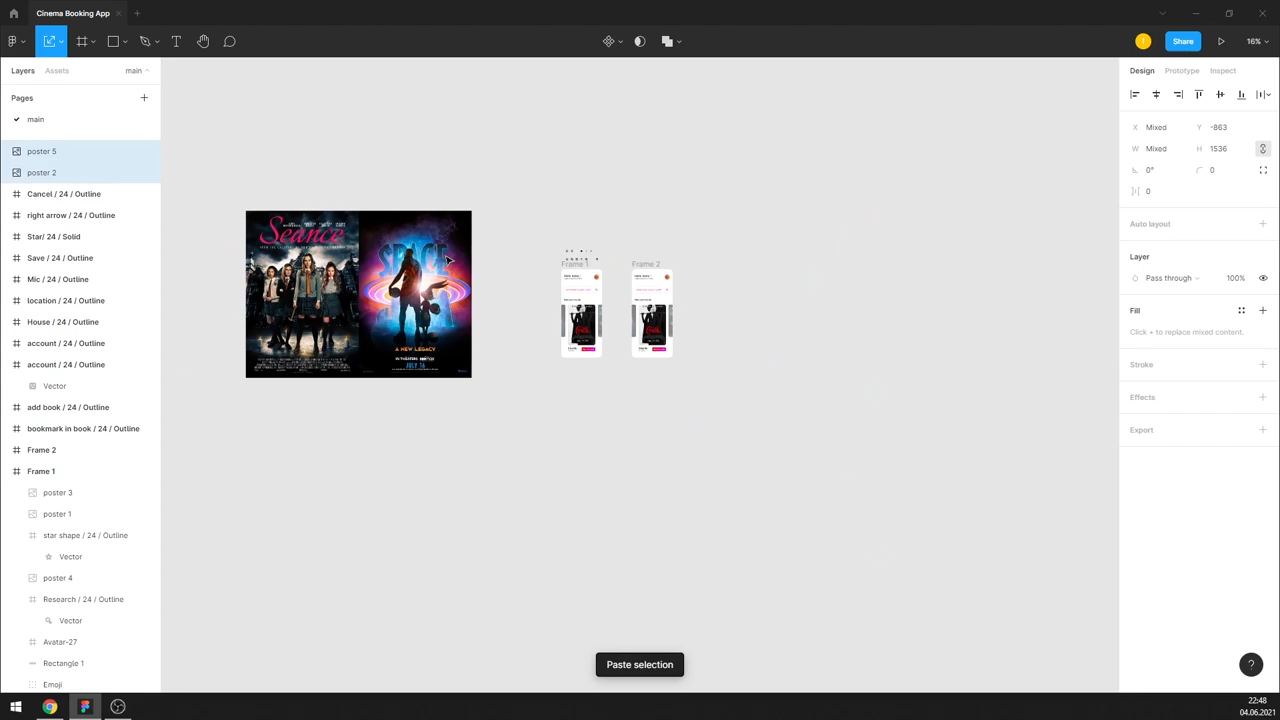 Cinema Booking App
Share
16%
Layers
Assets
main
Design
Prototype
Inspect
Pages
main
poster 5
poster 2
Cancel / 24 / Outline
right arrow / 24 / Outline
Star/ 24 / Solid
Save / 24 / Outline
Mic / 24 / Outline
location / 24 / Outline
House / 24 / Outline
account / 24 / Outline
account / 24 / Outline
Vector
add book / 24 / Outline
bookmark in book / 24 / Outline
Frame 2
Frame 1
poster 3
poster 1
star shape / 24 / Outline
Vector
poster 4
Research / 24 / Outline
Vector
Avatar-27
Rectangle 1
Emoji
Seance
SPACE
A NEW LEGACY
IN THEATERS
JULY 16
Frame 1
Frame 2
Paste selection
X Mixed Y -863
W Mixed H 1536
0° 0
0
Auto layout
Layer
Pass through 100%
Fill
Click + to replace mixed content.
Stroke
Effects
Export
?
22:48
04.06.2021